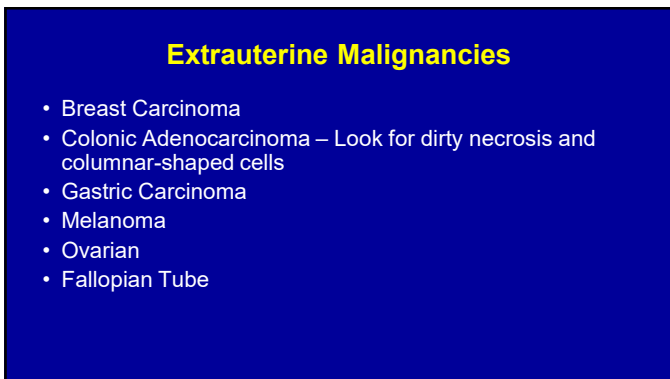 Extrauterine Malignancies
• Breast Carcinoma
• Colonic Adenocarcinoma – Look for dirty necrosis and
columnar-shaped cells
• Gastric Carcinoma
• Melanoma
• Ovarian
• Fallopian Tube